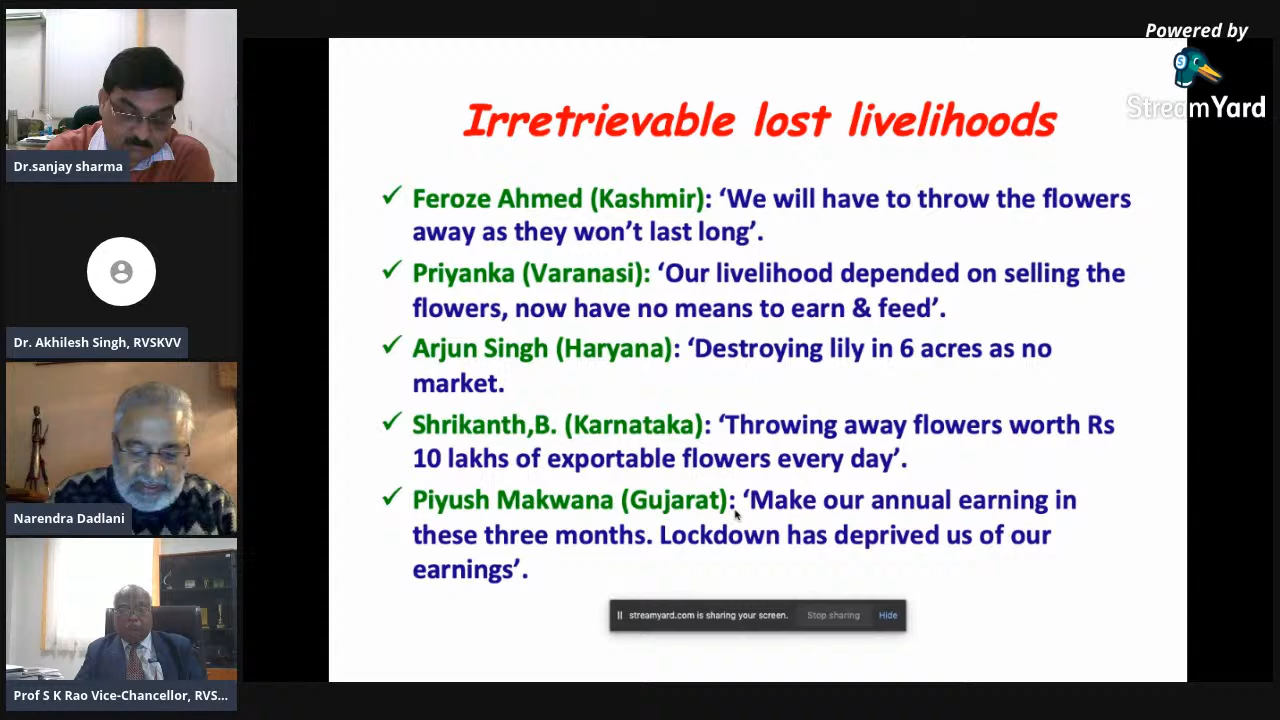 Powered by
StreamYard
Dr.sanjay sharma
Dr. Akhilesh Singh, RVSKVV
Narendra Dadlani
Prof S K Rao Vice-Chancellor, RVS...
Irretrievable lost livelihoods
✓ Feroze Ahmed (Kashmir): ‘We will have to throw the flowers
away as they won’t last long’.
✓ Priyanka (Varanasi): ‘Our livelihood depended on selling the
flowers, now have no means to earn & feed’.
✓ Arjun Singh (Haryana): ‘Destroying lily in 6 acres as no
market.
✓ Shrikanth,B. (Karnataka): ‘Throwing away flowers worth Rs
10 lakhs of exportable flowers every day’.
✓ Piyush Makwana (Gujarat): ‘Make our annual earning in
these three months. Lockdown has deprived us of our
earnings’.
streamyard.com is sharing your screen. Stop sharing Hide